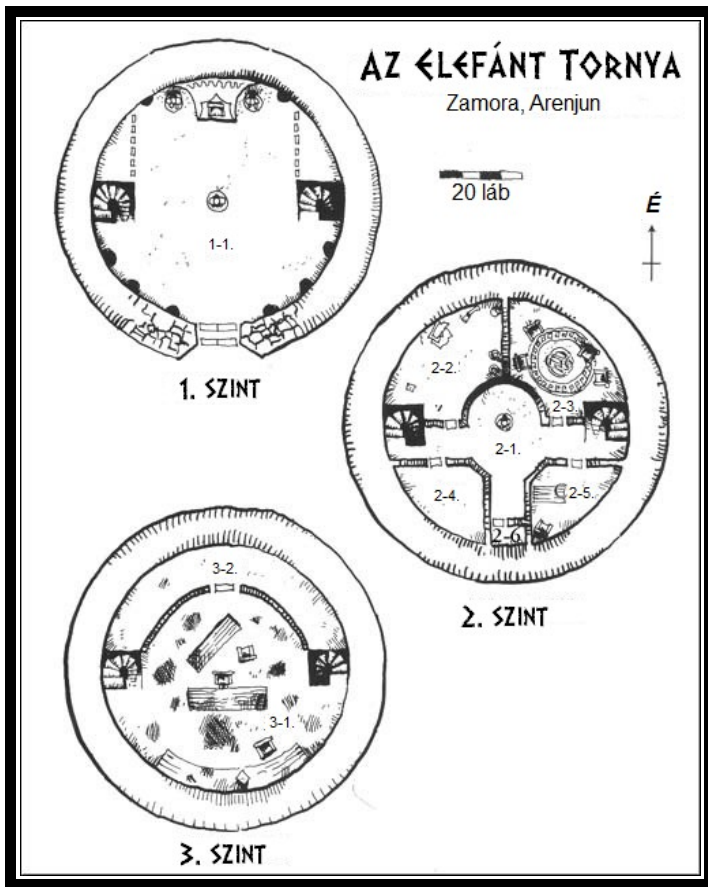 AZ ELEFÁNT TORNYA
Zamora, Arenjun
20 láb
É
1-1.
1. SZINT
2-2.
2-3.
2-1.
2-4.
2-5.
2-6.
2. SZINT
3-2.
3-1.
3. SZINT